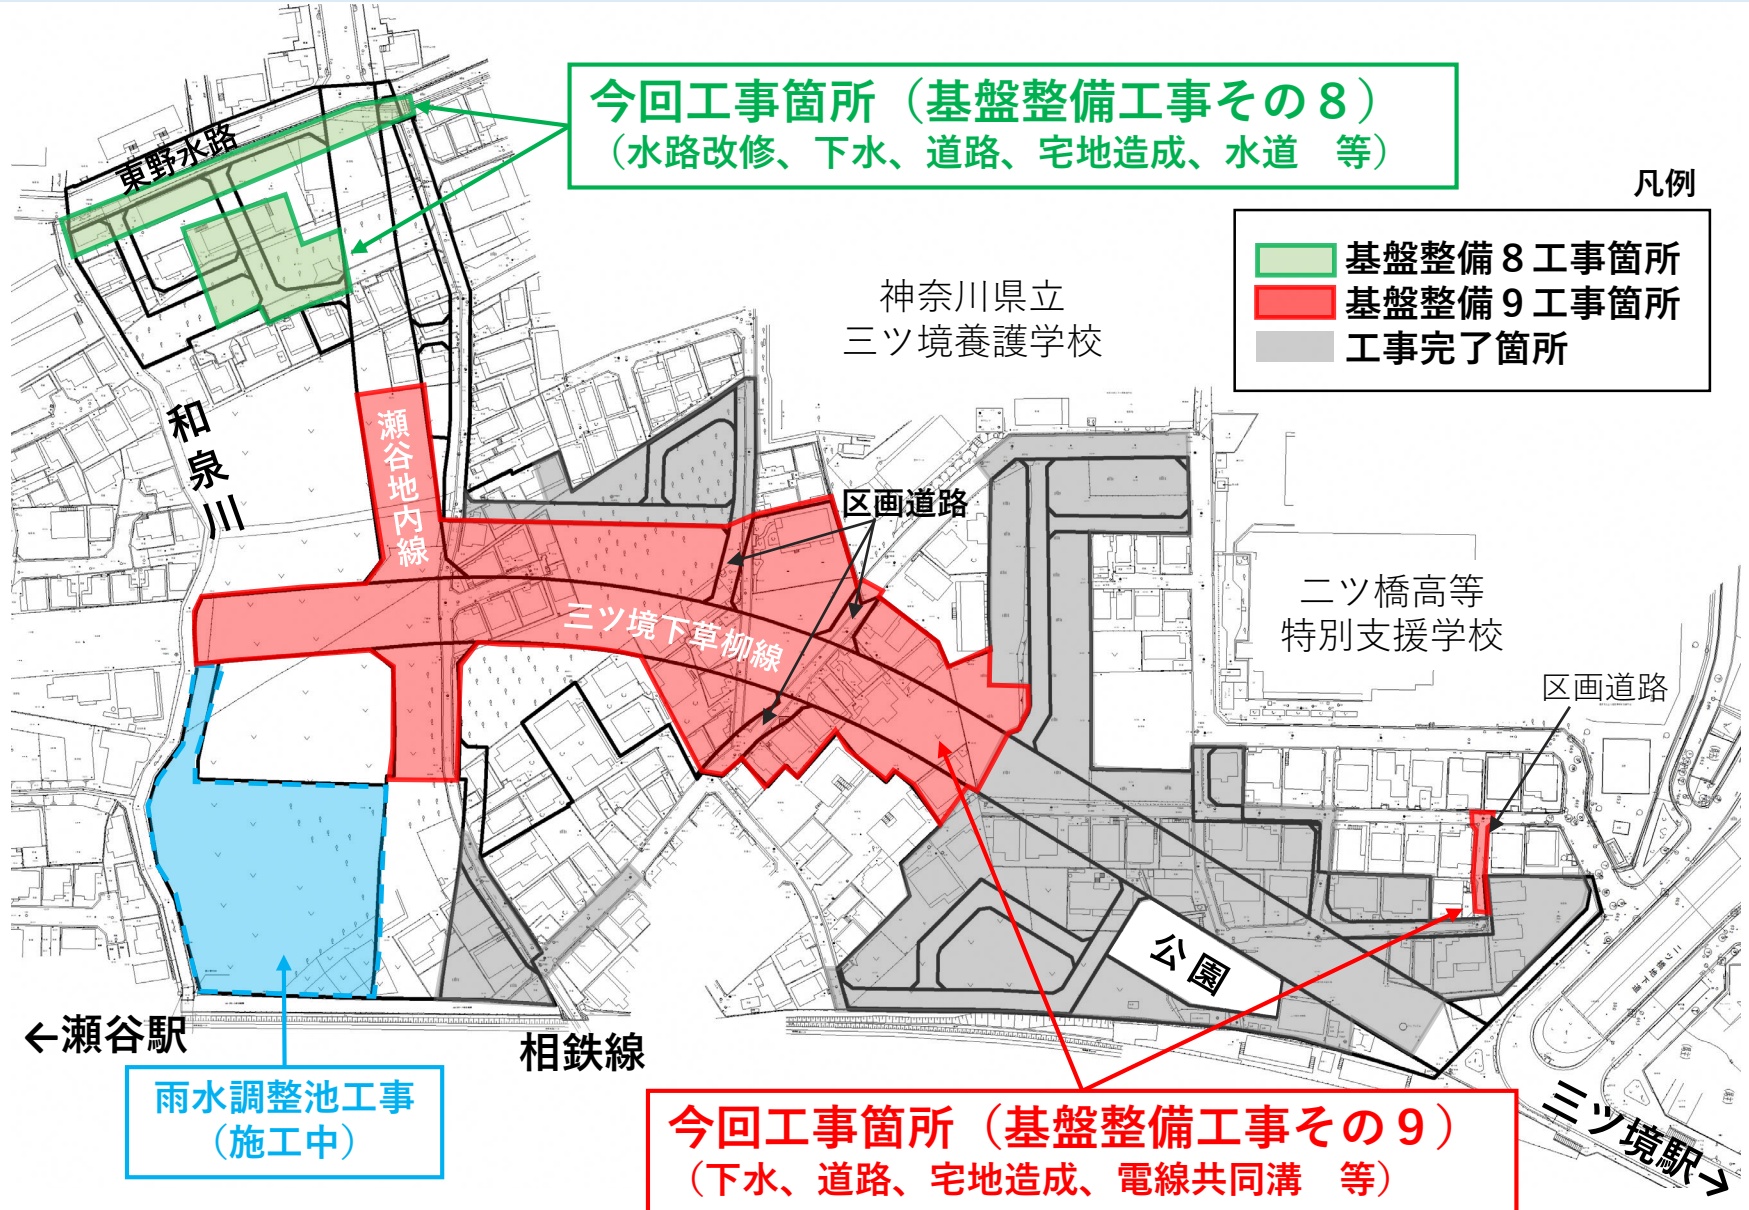 今回工事箇所（基盤整備工事その８）
（水路改修、下水、道路、宅地造成、水道　等）
東野水路
凡例
基盤整備８工事箇所
基盤整備９工事箇所
工事完了箇所
神奈川県立
三ツ境養護学校
和泉川
瀬谷地内線
区画道路
三ツ境下草柳線
二ツ橋高等
特別支援学校
区画道路
公園
←瀬谷駅
相鉄線
雨水調整池工事
（施工中）
今回工事箇所（基盤整備工事その９）
（下水、道路、宅地造成、電線共同溝　等）
三ツ境駅→